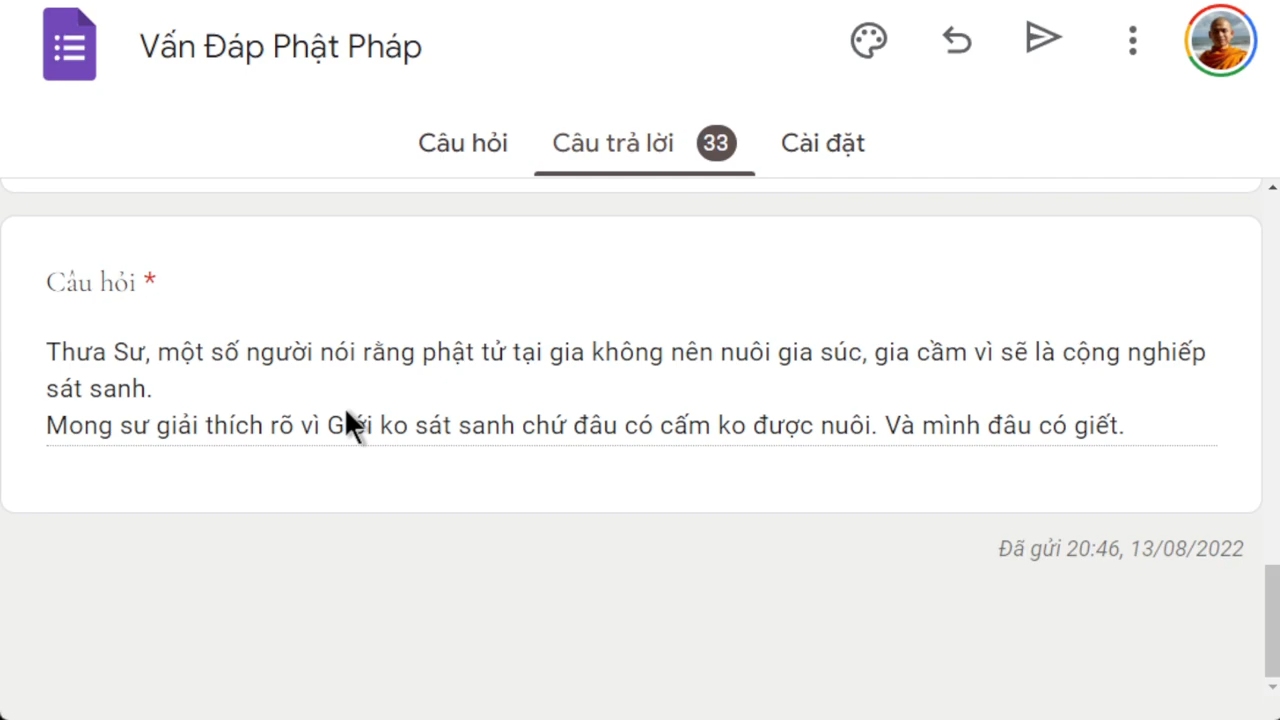 Vấn Đáp Phật Pháp
Câu hỏi
Câu trả lời 33
Cài đặt
Câu hỏi *
Thưa Sư, một số người nói rằng phật tử tại gia không nên nuôi gia súc, gia cầm vì sẽ là cộng nghiếp
sát sanh.
Mong sư giải thích rõ vì Giới ko sát sanh chứ đâu có cấm ko được nuôi. Và mình đâu có giết.
Đã gửi 20:46, 13/08/2022